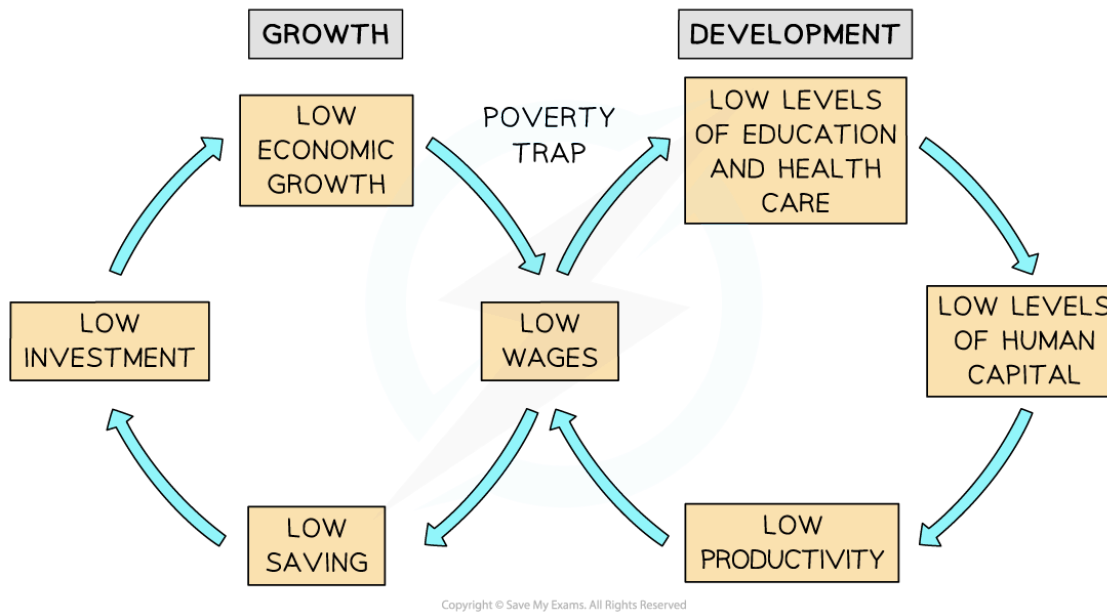 GROWTH
DEVELOPMENT
LOW
ECONOMIC
GROWTH
POVERTY
TRAP
LOW LEVELS
OF EDUCATION
AND HEALTH
CARE
LOW
INVESTMENT
LOW
WAGES
LOW LEVELS
OF HUMAN
CAPITAL
LOW
SAVING
LOW
PRODUCTIVITY
Copyright © Save My Exams. All Rights Reserved